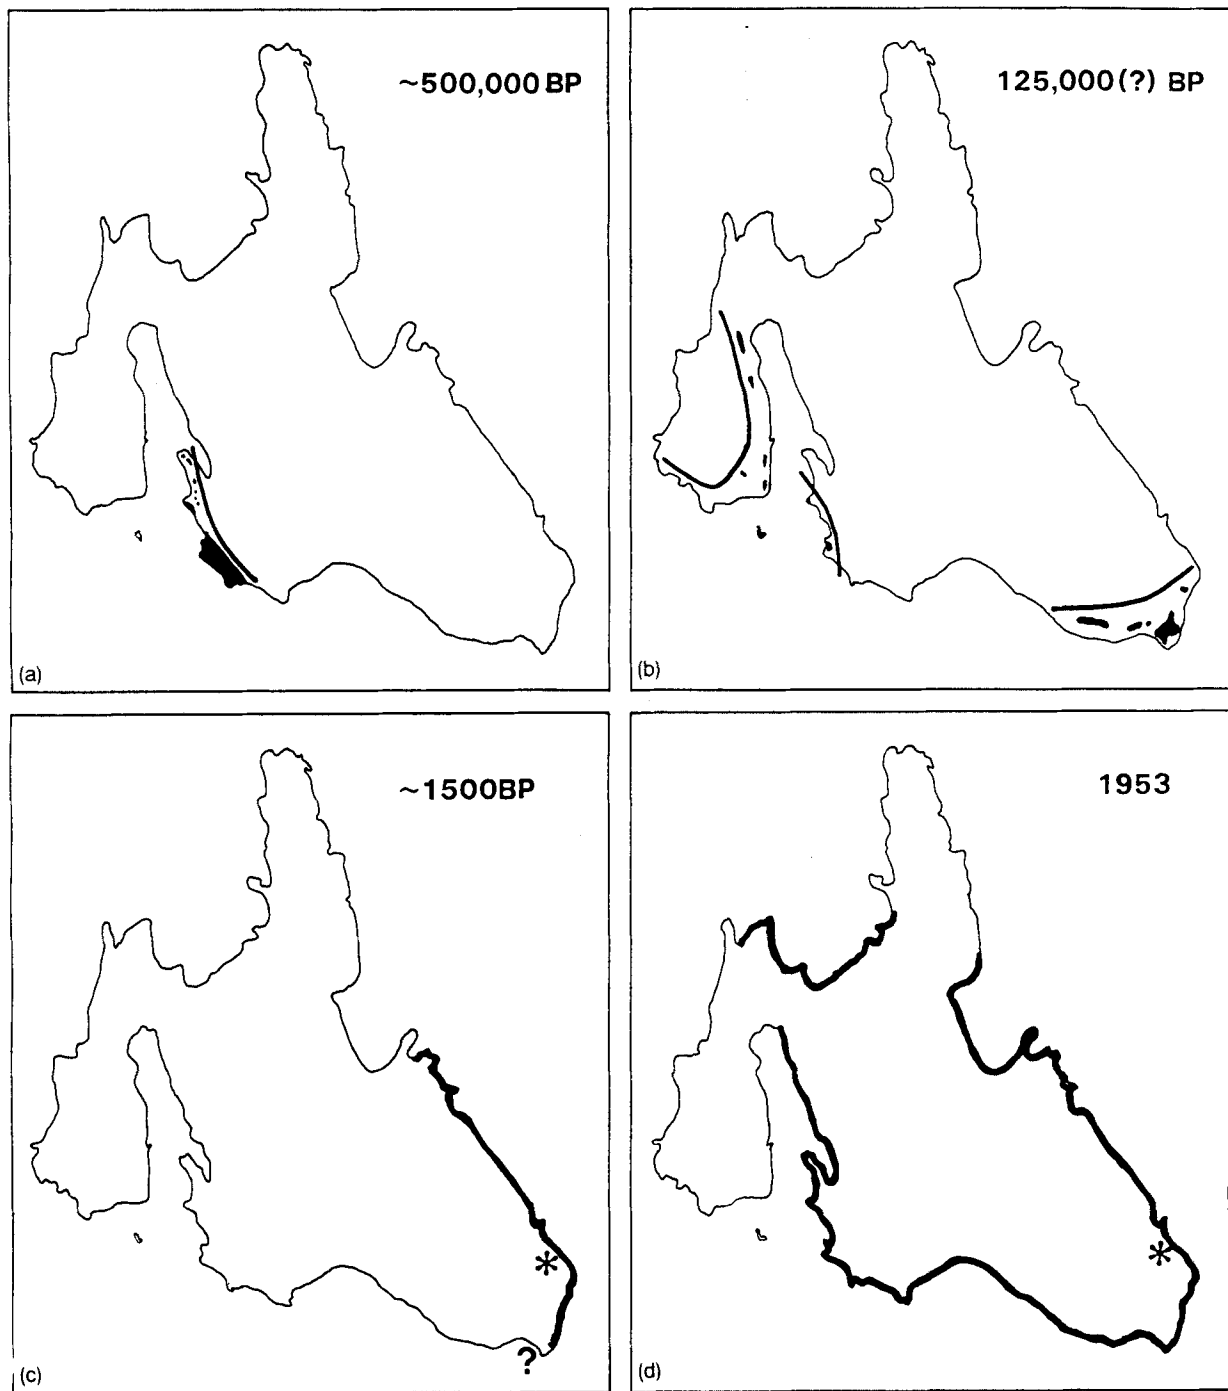 ~500,000 BP
(a)
125,000(?) BP
(b)
~1500BP
*
?
(c)
1953
*
(d)